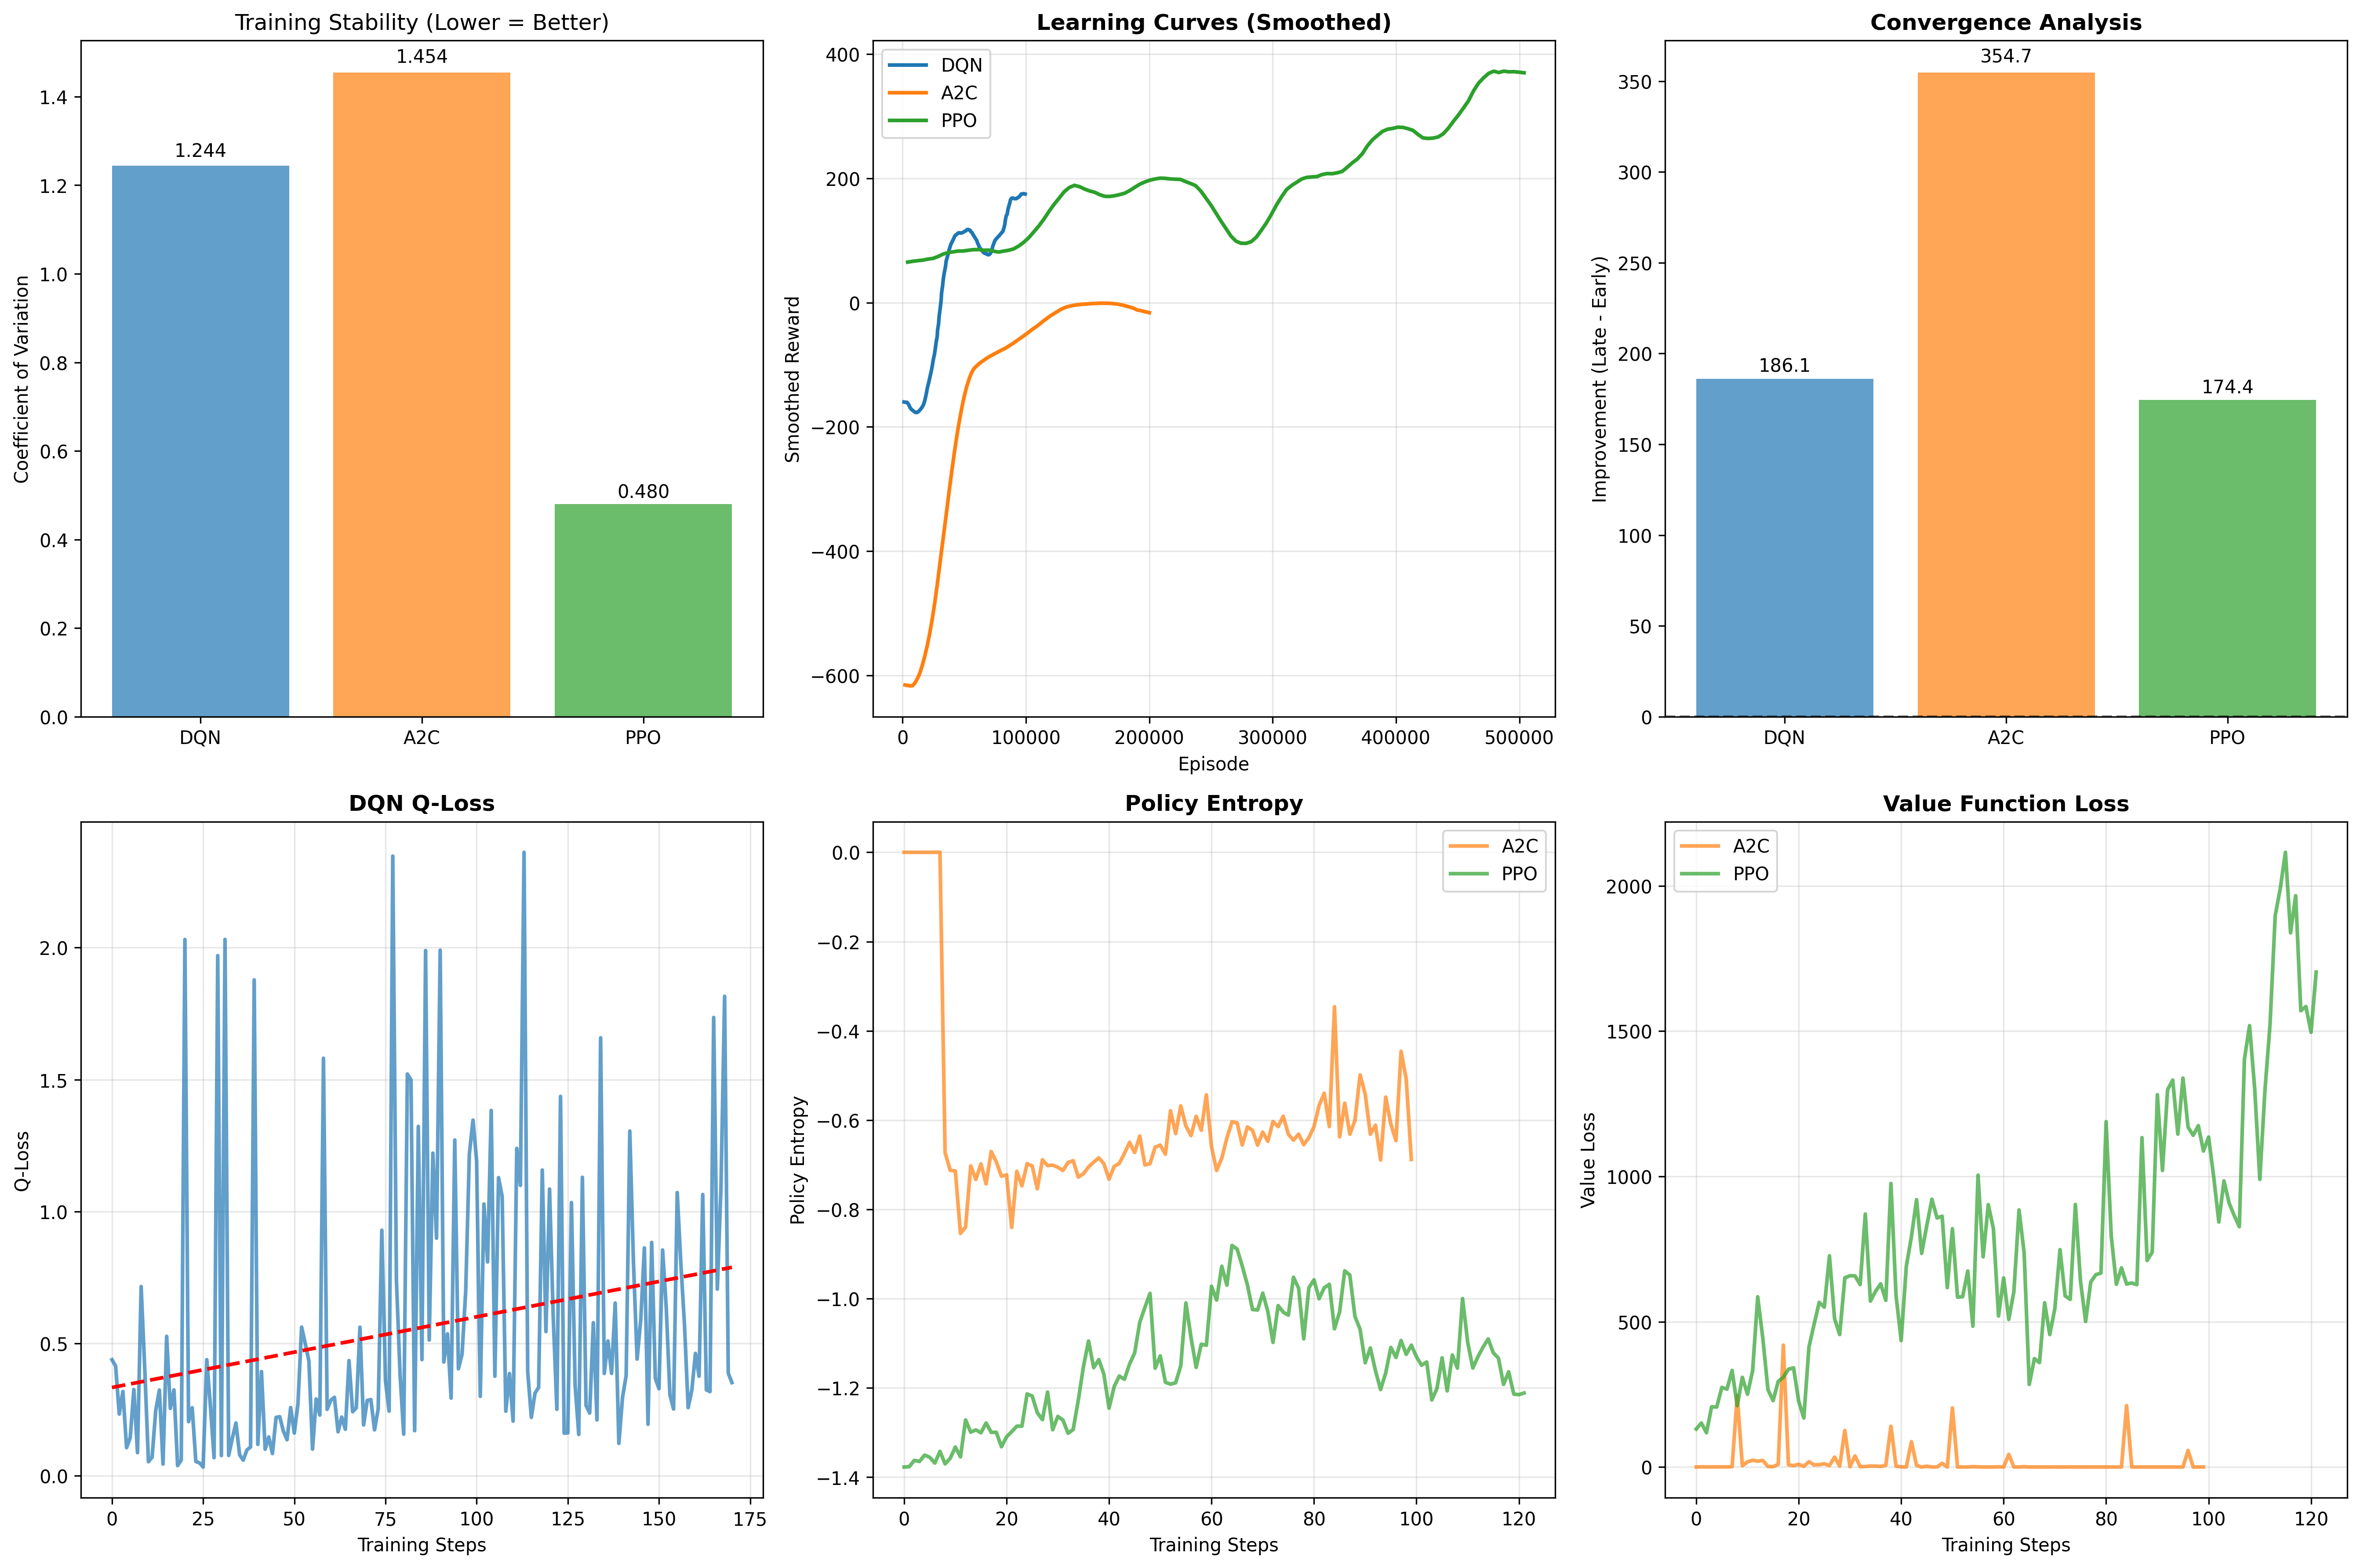 Training Stability (Lower = Better)
Coefficient of Variation
1.4
1.2
1.0
0.8
0.6
0.4
0.2
0.0
1.244
1.454
0.480
DQN
A2C
PPO
Learning Curves (Smoothed)
Smoothed Reward
400
200
0
−200
−400
−600
DQN
A2C
PPO
0
100000
200000
300000
400000
500000
Episode
Convergence Analysis
Improvement (Late - Early)
350
300
250
200
150
100
50
0
186.1
354.7
174.4
DQN
A2C
PPO
DQN Q-Loss
Q-Loss
2.0
1.5
1.0
0.5
0.0
0
25
50
75
100
125
150
175
Training Steps
Policy Entropy
Policy Entropy
0.0
−0.2
−0.4
−0.6
−0.8
−1.0
−1.2
−1.4
A2C
PPO
0
20
40
60
80
100
120
Training Steps
Value Function Loss
Value Loss
2000
1500
1000
500
0
A2C
PPO
0
20
40
60
80
100
120
Training Steps